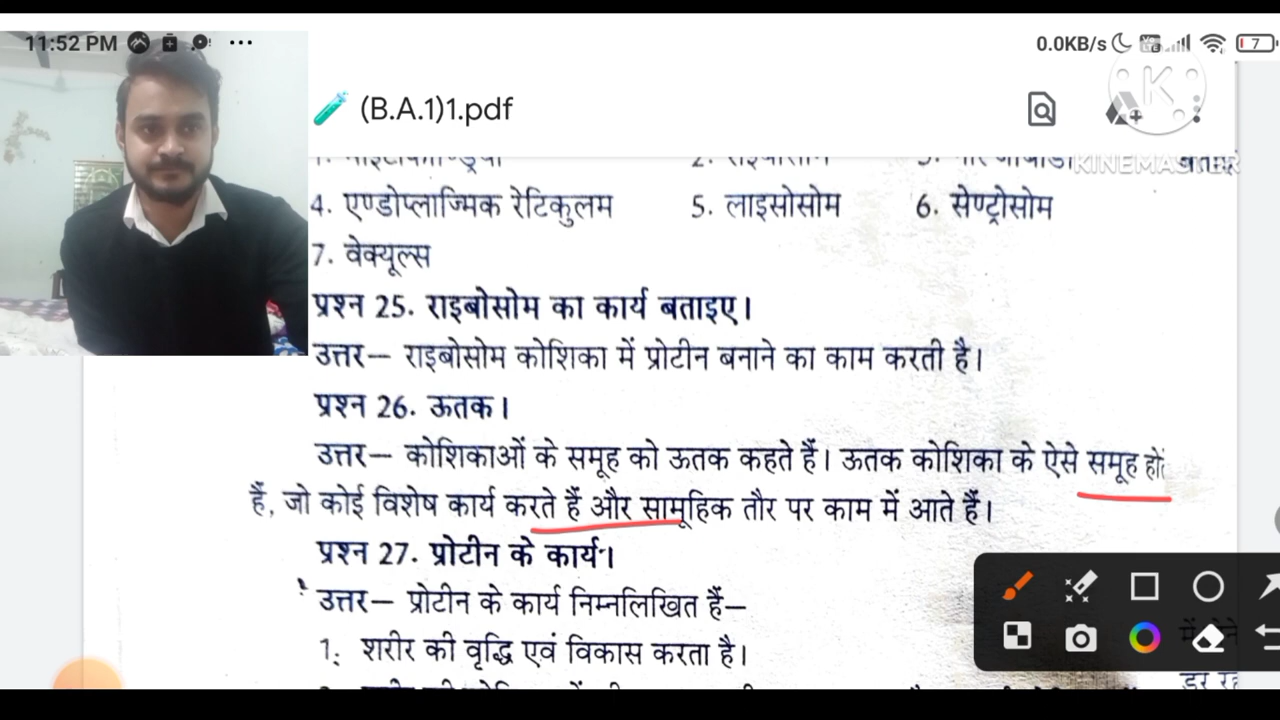 11:52 PM
0.0KB/s
7
(B.A.1)1.pdf
K
KINEMASTER
4. एण्डोप्लाज्मिक रेटिकुलम 5. लाइसोसोम 6. सेण्ट्रोसोम
7. वेक्यूल्स
प्रश्न 25. राइबोसोम का कार्य बताइए।
उत्तर– राइबोसोम कोशिका में प्रोटीन बनाने का काम करती है।
प्रश्न 26. ऊतक।
उत्तर– कोशिकाओं के समूह को ऊतक कहते हैं। ऊतक कोशिका के ऐसे समूह
हैं, जो कोई विशेष कार्य करते हैं और सामूहिक तौर पर काम में आते हैं।
प्रश्न 27. प्रोटीन के कार्य।
उत्तर– प्रोटीन के कार्य निम्नलिखित हैं–
1. शरीर की वृद्धि एवं विकास करता है।